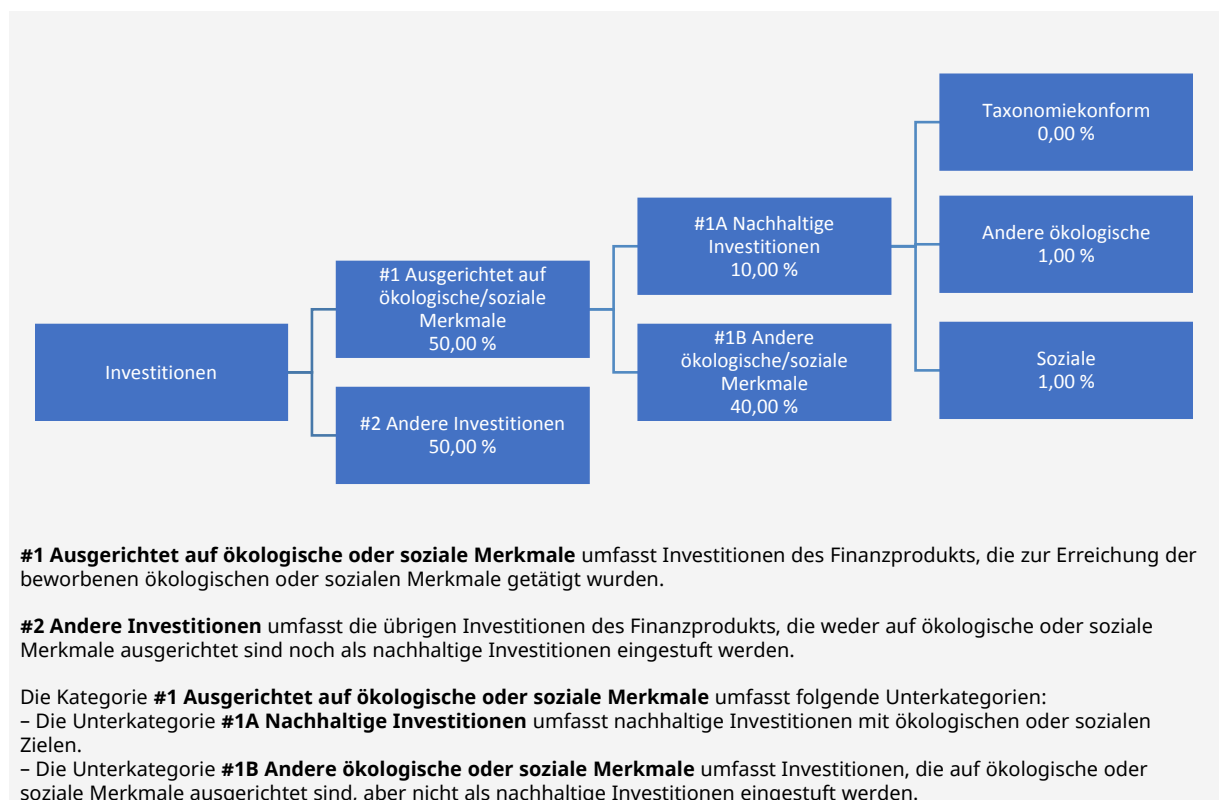 Investitionen
#1 Ausgerichtet auf
ökologische/soziale
Merkmale
50,00 %
#2 Andere Investitionen
50,00 %
#1A Nachhaltige
Investitionen
10,00 %
#1B Andere
ökologische/soziale
Merkmale
40,00 %
Taxonomiekonform
0,00 %
Andere ökologische
1,00 %
Soziale
1,00 %
#1 Ausgerichtet auf ökologische oder soziale Merkmale umfasst Investitionen des Finanzprodukts, die zur Erreichung der
beworbenen ökologischen oder sozialen Merkmale getätigt wurden.
#2 Andere Investitionen umfasst die übrigen Investitionen des Finanzprodukts, die weder auf ökologische oder soziale
Merkmale ausgerichtet sind noch als nachhaltige Investitionen eingestuft werden.
Die Kategorie #1 Ausgerichtet auf ökologische oder soziale Merkmale umfasst folgende Unterkategorien:
– Die Unterkategorie #1A Nachhaltige Investitionen umfasst nachhaltige Investitionen mit ökologischen oder sozialen
Zielen.
– Die Unterkategorie #1B Andere ökologische oder soziale Merkmale umfasst Investitionen, die auf ökologische oder
soziale Merkmale ausgerichtet sind, aber nicht als nachhaltige Investitionen eingestuft werden.